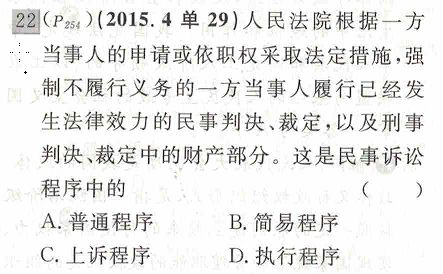 22(P254)(2015.4单29)人民法院根据一方
当事人的申请或依职权采取法定措施,强
制不履行义务的一方当事人履行已经发
生法律效力的民事判决、裁定,以及刑事
判决、裁定中的财产部分。这是民事诉讼
程序中的 ( )
A.普通程序 B.简易程序
C.上诉程序 D.执行程序